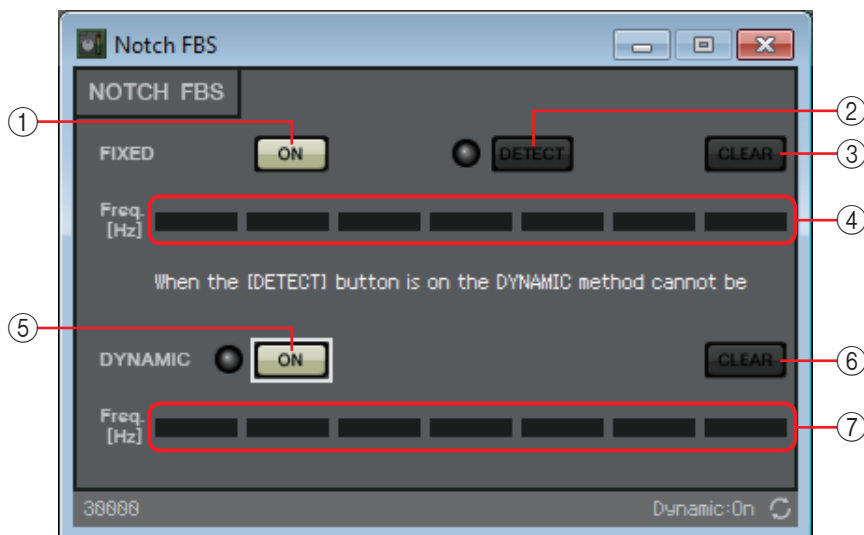 Notch FBS
NOTCH FBS
① ②
FIXED ON DETECT CLEAR ③
Freq. [Hz] ④
When the [DETECT] button is on the DYNAMIC method cannot be
⑤
DYNAMIC ON CLEAR ⑥
Freq. [Hz] ⑦
30000 Dynamic:On